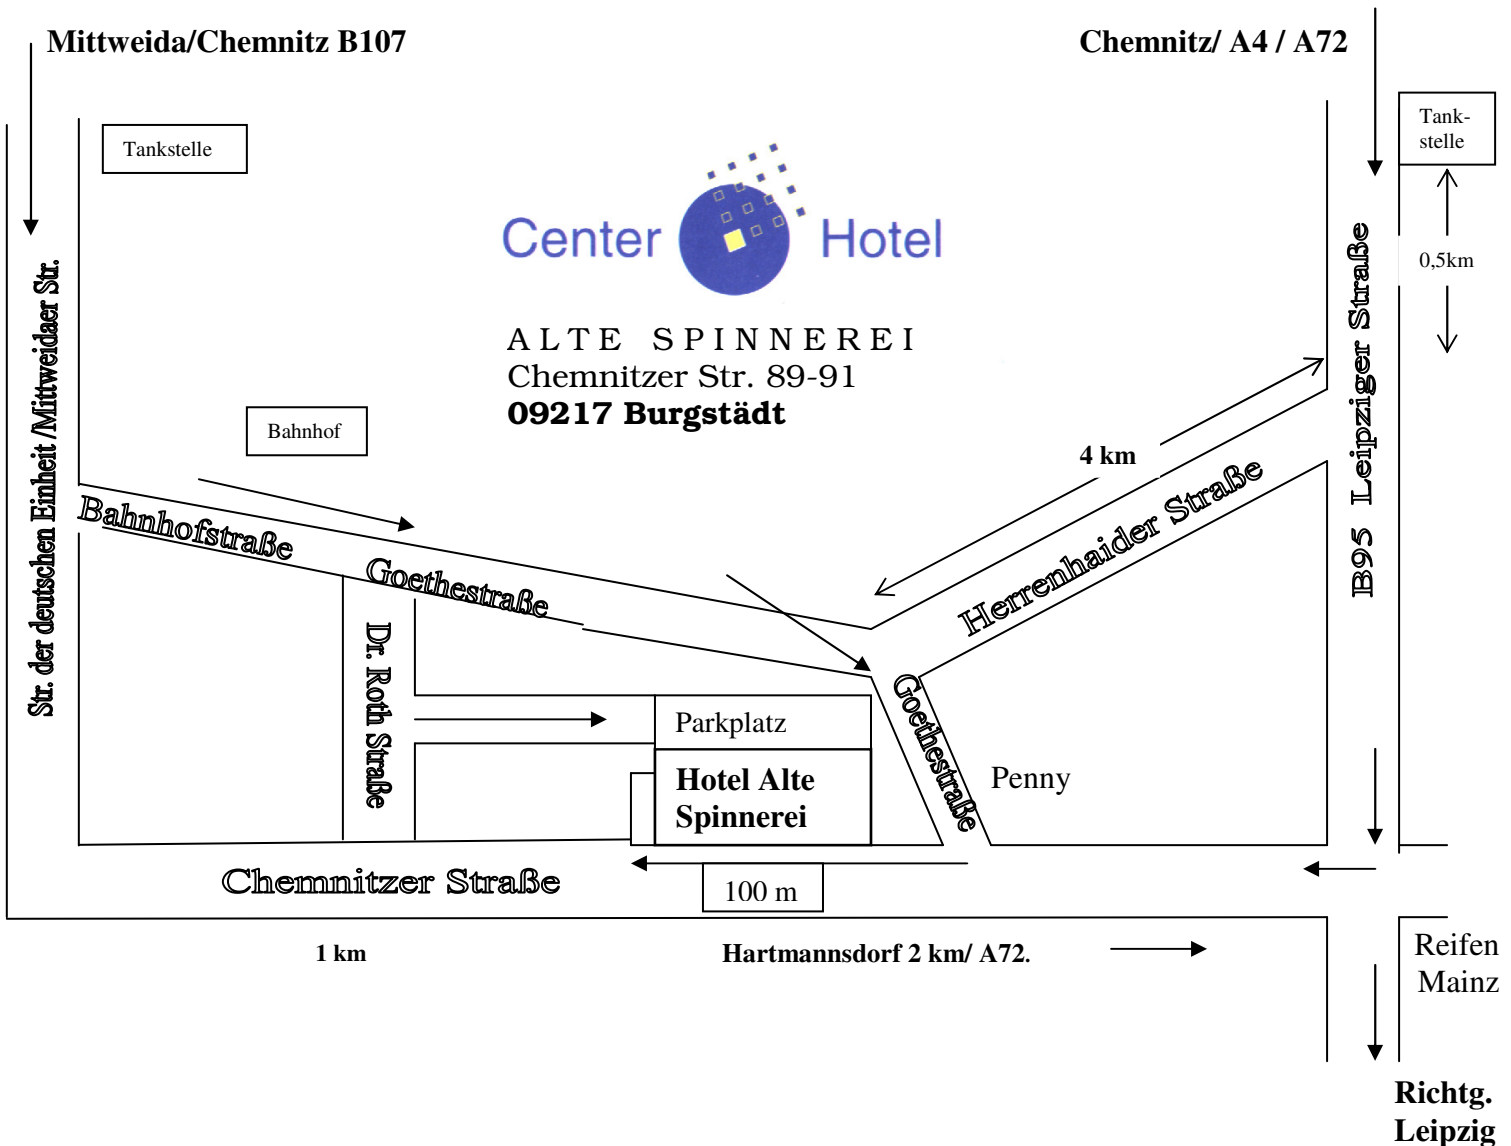 Mittweida/Chemnitz B107
Chemnitz/ A4 / A72
Tankstelle
Tank-
stelle
Center Hotel
0,5km
ALTE SPINNEREI
Chemnitzer Str. 89-91
09217 Burgstädt
Str. der deutschen Einheit /Mittweidaer Str.
B95 Leipziger Straße
Bahnhof
4 km
Bahnhofstraße
Goethestraße
Herrenhaider Straße
Dr. Roth Straße
Goethestraße
Parkplatz
Hotel Alte
Spinnerei
Penny
Chemnitzer Straße
100 m
1 km
Hartmannsdorf 2 km/ A72.
Reifen
Mainz
Richtg.
Leipzig